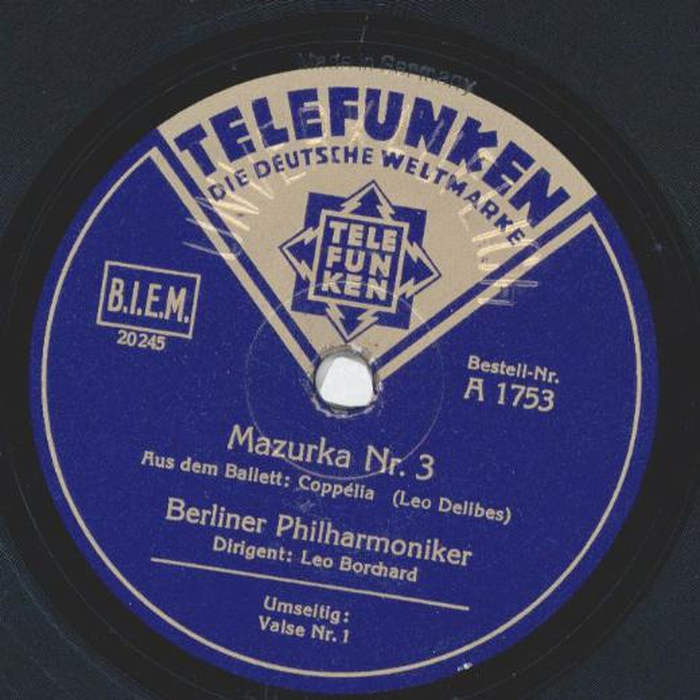 Made in Germany
TELEFUNKEN
DIE DEUTSCHE WELTMARKE
TELE
FUN
KEN
B.I.E.M.
20245
Bestell-Nr.
A 1753
Mazurka Nr. 3
Aus dem Ballett: Coppélia (Leo Delibes)
Berliner Philharmoniker
Dirigent: Leo Borchard
Umseitig:
Valse Nr. 1